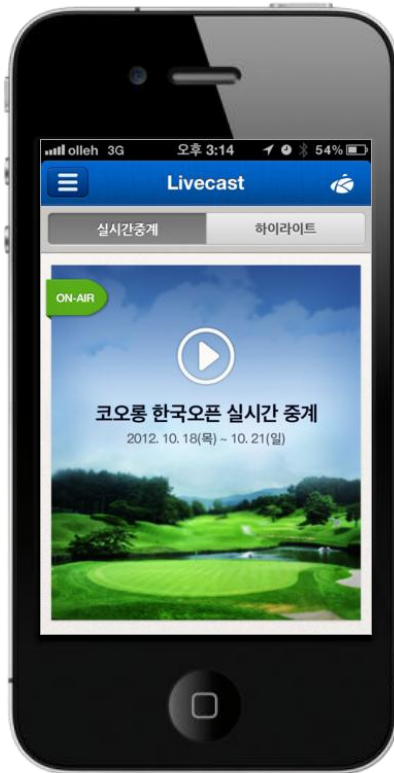 olleh 3G 오후 3:14 54%
Livecast
실시간중계 하이라이트
ON-AIR
코오롱 한국오픈 실시간 중계
2012. 10. 18(목) ~ 10. 21(일)